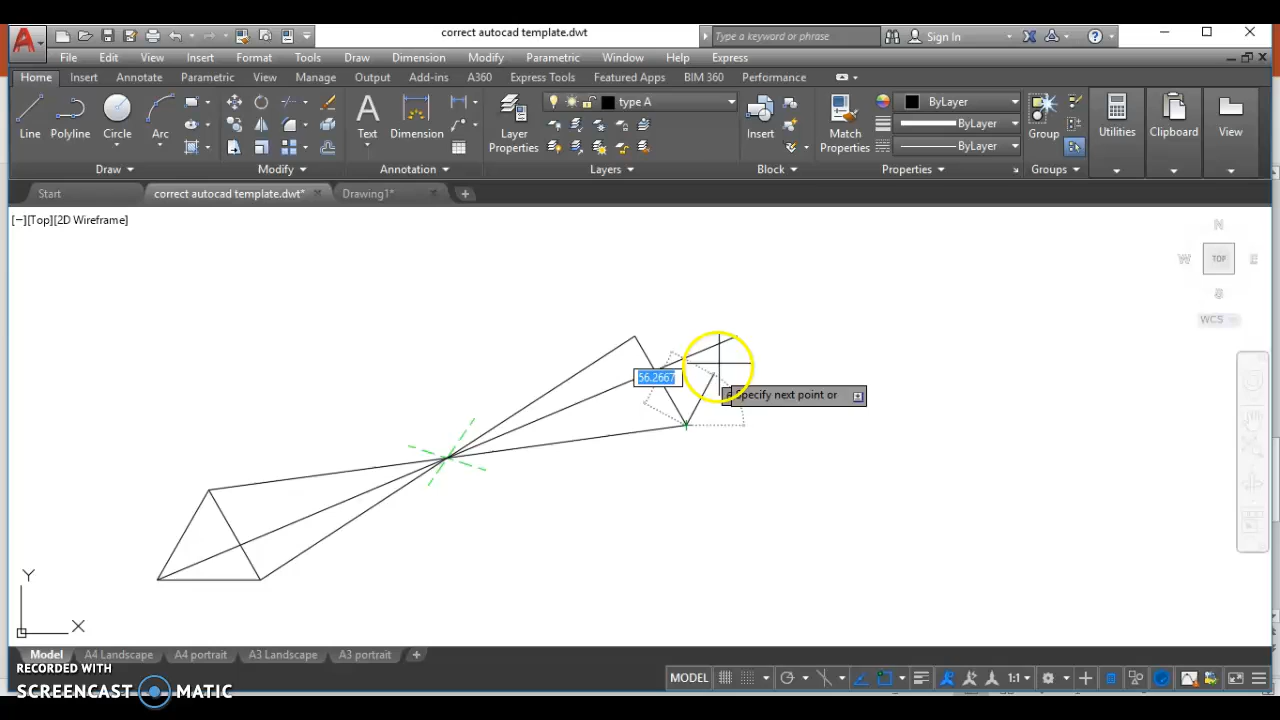 correct autocad template.dwt
Type a keyword or phrase
Sign In
File Edit View Insert Format Tools Draw Dimension Modify Parametric Window Help Express
Home Insert Annotate Parametric View Manage Output Add-ins A360 Express Tools Featured Apps BIM 360 Performance
type A
ByLayer
ByLayer
ByLayer
Line Polyline Circle Arc
Text Dimension
Layer Properties
Insert
Match Properties
Group
Utilities
Clipboard
View
Draw Modify Annotation Layers Block Properties Groups
Start correct autocad template.dwt* Drawing1*
[−][Top][2D Wireframe]
N
W TOP E
S
WCS
56.2667
Specify next point or
Y
X
Model A4 Landscape A4 portrait A3 Landscape A3 portrait
RECORDED WITH
SCREENCAST MATIC
MODEL 1:1